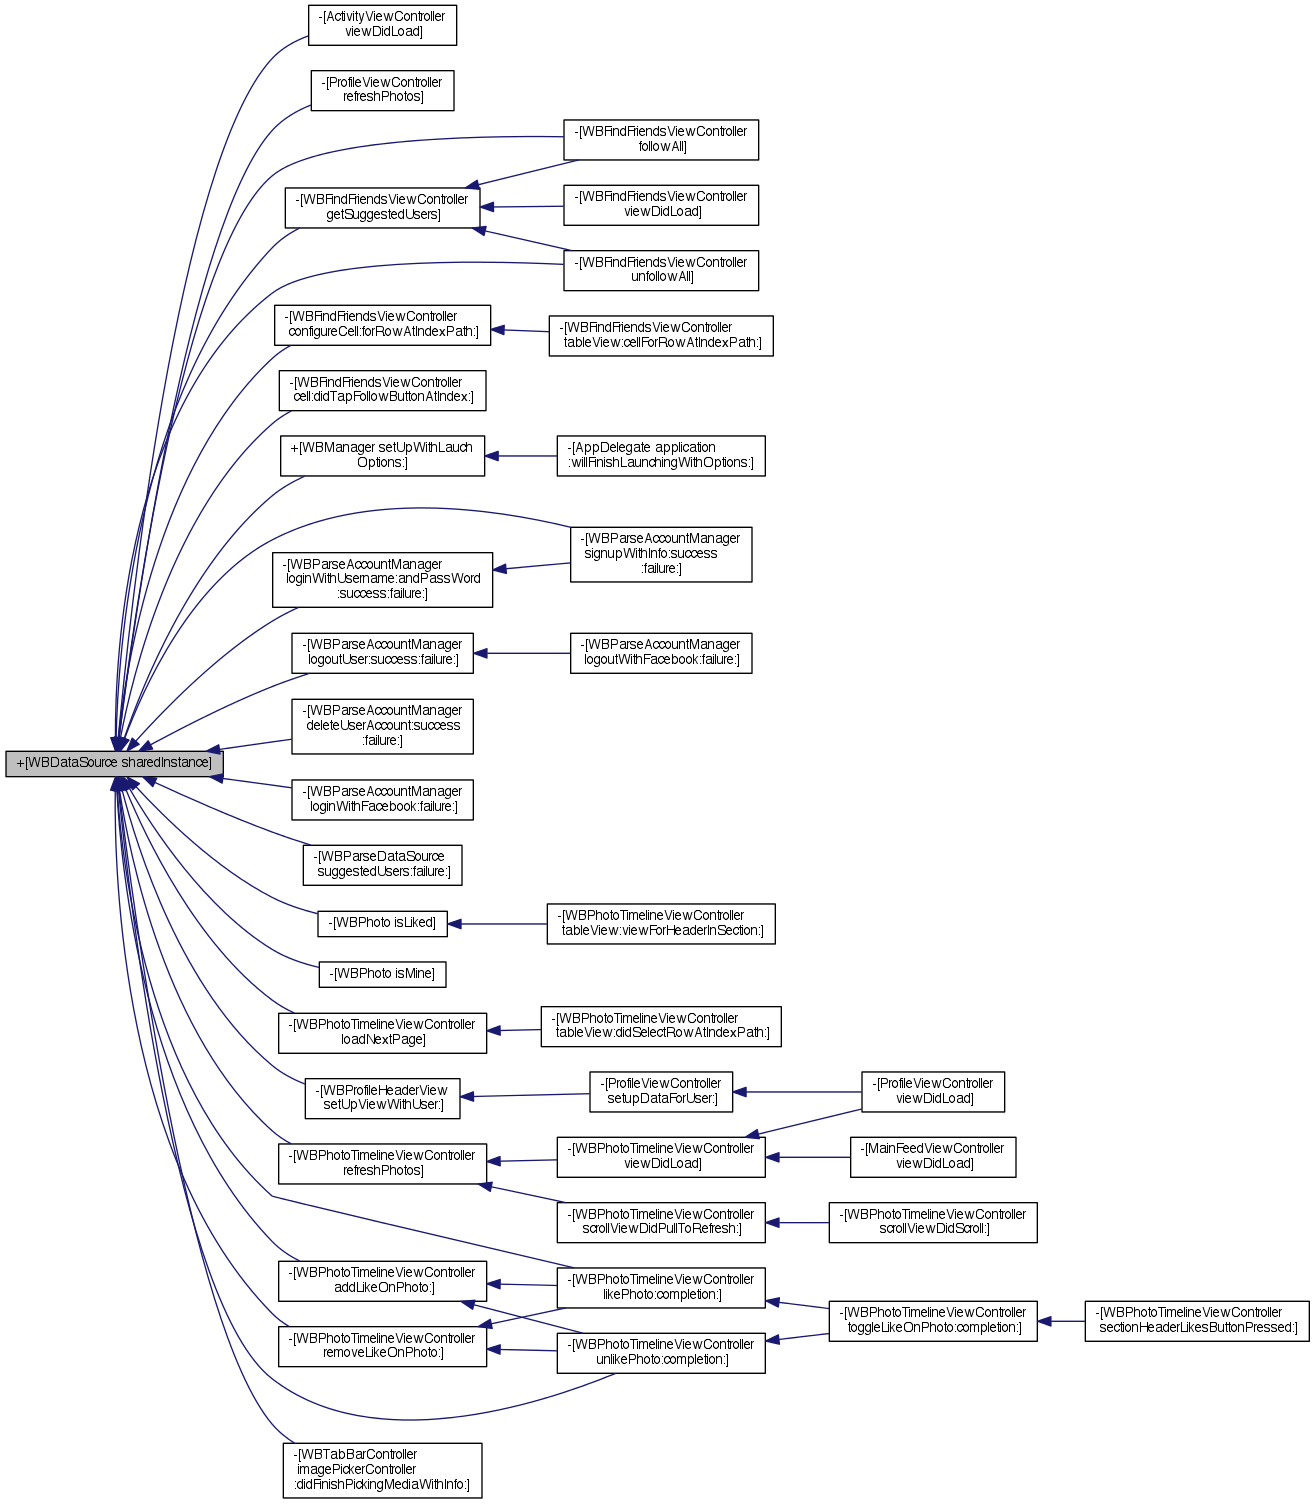 -[ActivityViewController
viewDidLoad]
-[ProfileViewController
refreshPhotos]
-[WBFindFriendsViewController
followAll]
-[WBFindFriendsViewController
getSuggestedUsers]
-[WBFindFriendsViewController
viewDidLoad]
-[WBFindFriendsViewController
unfollowAll]
-[WBFindFriendsViewController
configureCell:forRowAtIndexPath:]
-[WBFindFriendsViewController
tableView:cellForRowAtIndexPath:]
-[WBFindFriendsViewController
cell:didTapFollowButtonAtIndex:]
+[WBManager setUpWithLauch
Options:]
-[AppDelegate application
:willFinishLaunchingWithOptions:]
-[WBParseAccountManager
signupWithInfo:success
:failure:]
-[WBParseAccountManager
loginWithUsername:andPassWord
:success:failure:]
-[WBParseAccountManager
logoutUser:success:failure:]
-[WBParseAccountManager
logoutWithFacebook:failure:]
-[WBParseAccountManager
deleteUserAccount:success
:failure:]
+[WBDataSource sharedInstance]
-[WBParseAccountManager
loginWithFacebook:failure:]
-[WBParseDataSource
suggestedUsers:failure:]
-[WBPhoto isLiked]
-[WBPhotoTimelineViewController
tableView:viewForHeaderInSection:]
-[WBPhoto isMine]
-[WBPhotoTimelineViewController
loadNextPage]
-[WBPhotoTimelineViewController
tableView:didSelectRowAtIndexPath:]
-[WBProfileHeaderView
setUpViewWithUser:]
-[ProfileViewController
setupDataForUser:]
-[ProfileViewController
viewDidLoad]
-[WBPhotoTimelineViewController
refreshPhotos]
-[WBPhotoTimelineViewController
viewDidLoad]
-[MainFeedViewController
viewDidLoad]
-[WBPhotoTimelineViewController
scrollViewDidPullToRefresh:]
-[WBPhotoTimelineViewController
scrollViewDidScroll:]
-[WBPhotoTimelineViewController
addLikeOnPhoto:]
-[WBPhotoTimelineViewController
likePhoto:completion:]
-[WBPhotoTimelineViewController
toggleLikeOnPhoto:completion:]
-[WBPhotoTimelineViewController
sectionHeaderLikesButtonPressed:]
-[WBPhotoTimelineViewController
removeLikeOnPhoto:]
-[WBPhotoTimelineViewController
unlikePhoto:completion:]
-[WBTabBarController
imagePickerController
:didFinishPickingMediaWithInfo:]